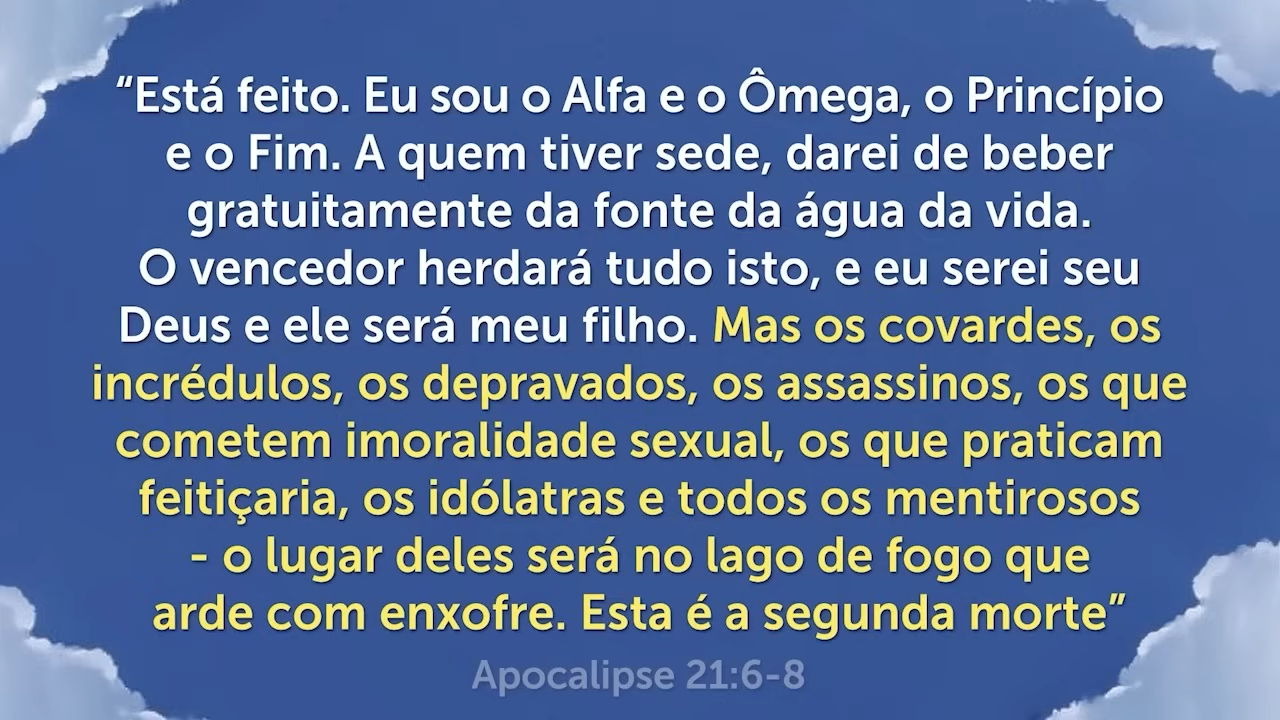 “Está feito. Eu sou o Alfa e o Ômega, o Princípio
e o Fim. A quem tiver sede, darei de beber
gratuitamente da fonte da água da vida.
O vencedor herdará tudo isto, e eu serei seu
Deus e ele será meu filho. Mas os covardes, os
incrédulos, os depravados, os assassinos, os que
cometem imoralidade sexual, os que praticam
feitiçaria, os idólatras e todos os mentirosos
- o lugar deles será no lago de fogo que
arde com enxofre. Esta é a segunda morte”
Apocalipse 21:6-8